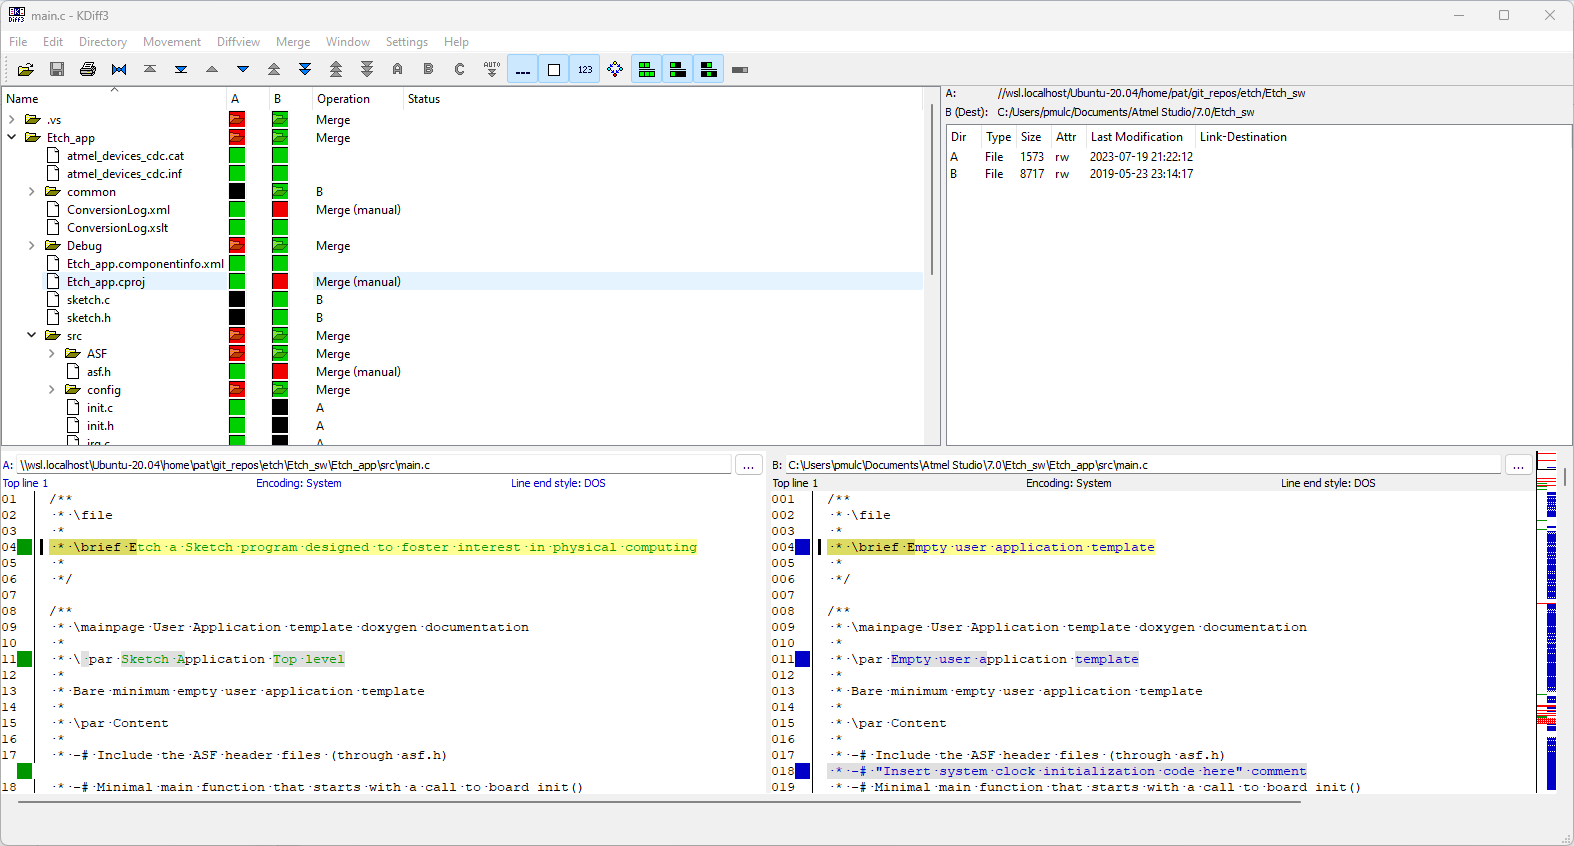 main.c - KDiff3
File Edit Directory Movement Diffview Merge Window Settings Help
A B C AUTO 123
Name A B Operation Status
.vs Merge
Etch_app Merge
atmel_devices_cdc.cat
atmel_devices_cdc.inf
common B
ConversionLog.xml Merge (manual)
ConversionLog.xslt
Debug Merge
Etch_app.componentinfo.xml
Etch_app.cproj Merge (manual)
sketch.c B
sketch.h B
src Merge
ASF Merge
asf.h Merge (manual)
config Merge
init.c A
init.h A
irq.c A
A: //wsl.localhost/Ubuntu-20.04/home/pat/git_repos/etch/Etch_sw
B (Dest): C:/Users/pmulc/Documents/Atmel Studio/7.0/Etch_sw
Dir Type Size Attr Last Modification Link-Destination
A File 1573 rw 2023-07-19 21:22:12
B File 8717 rw 2019-05-23 23:14:17
A: \\wsl.localhost\Ubuntu-20.04\home\pat\git_repos\etch\Etch_sw\Etch_app\src\main.c ...
Top line 1 Encoding: System Line end style: DOS
01 /**
02 ·*·\file
03 ·*
04 ·*·\brief·Etch·a·Sketch·program·designed·to·foster·interest·in·physical·computing
05 ·*
06 ·*/
07
08 /**
09 ·*·\mainpage·User·Application·template·doxygen·documentation
10 ·*
11 ·*·\·par·Sketch·Application·Top·level
12 ·*
13 ·*·Bare·minimum·empty·user·application·template
14 ·*
15 ·*·\par·Content
16 ·*
17 ·*·-#·Include·the·ASF·header·files·(through·asf.h)
18 ·*·-#·Minimal·main·function·that·starts·with·a·call·to·board_init()
B: C:\Users\pmulc\Documents\Atmel Studio\7.0\Etch_sw\Etch_app\src\main.c ...
Top line 1 Encoding: System Line end style: DOS
001 /**
002 ·*·\file
003 ·*
004 ·*·\brief·Empty·user·application·template
005 ·*
006 ·*/
007
008 /**
009 ·*·\mainpage·User·Application·template·doxygen·documentation
010 ·*
011 ·*·\par·Empty·user·application·template
012 ·*
013 ·*·Bare·minimum·empty·user·application·template
014 ·*
015 ·*·\par·Content
016 ·*
017 ·*·-#·Include·the·ASF·header·files·(through·asf.h)
018 ·*·-#·"Insert·system·clock·initialization·code·here"·comment
019 ·*·-#·Minimal·main·function·that·starts·with·a·call·to·board_init()